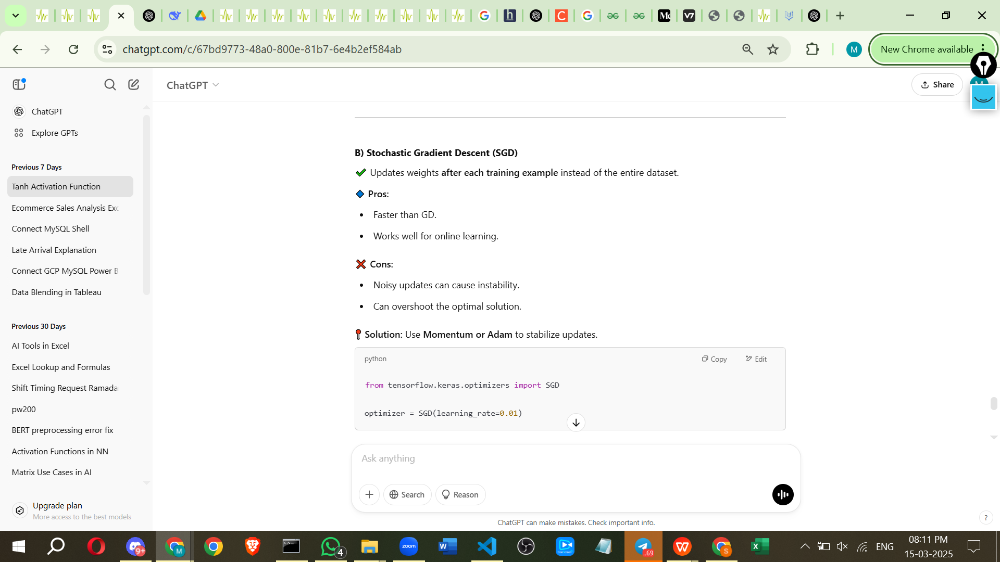 chatgpt.com/c/67bd9773-48a0-800e-81b7-6e4b2ef584ab
M
New Chrome available
ChatGPT
Share
ChatGPT
Explore GPTs
Previous 7 Days
Tanh Activation Function
Ecommerce Sales Analysis Exc
Connect MySQL Shell
Late Arrival Explanation
Connect GCP MySQL Power B
Data Blending in Tableau
Previous 30 Days
AI Tools in Excel
Excel Lookup and Formulas
Shift Timing Request Ramada
pw200
BERT preprocessing error fix
Activation Functions in NN
Matrix Use Cases in AI
Upgrade plan
More access to the best models
B) Stochastic Gradient Descent (SGD)
✔ Updates weights after each training example instead of the entire dataset.
🔷 Pros:
• Faster than GD.
• Works well for online learning.
❌ Cons:
• Noisy updates can cause instability.
• Can overshoot the optimal solution.
📍 Solution: Use Momentum or Adam to stabilize updates.
python
Copy
Edit
from tensorflow.keras.optimizers import SGD
optimizer = SGD(learning_rate=0.01)
Ask anything
Search
Reason
ChatGPT can make mistakes. Check important info.
?
9+
M
4
zoom
W
..69
W
S
X
ENG
08:11 PM
15-03-2025